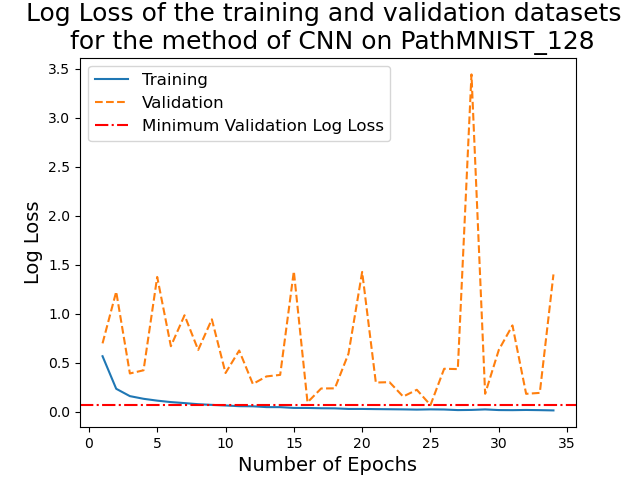 Log Loss of the training and validation datasets
for the method of CNN on PathMNIST_128
Training
Validation
Minimum Validation Log Loss
Log Loss
3.5
3.0
2.5
2.0
1.5
1.0
0.5
0.0
0 5 10 15 20 25 30 35
Number of Epochs